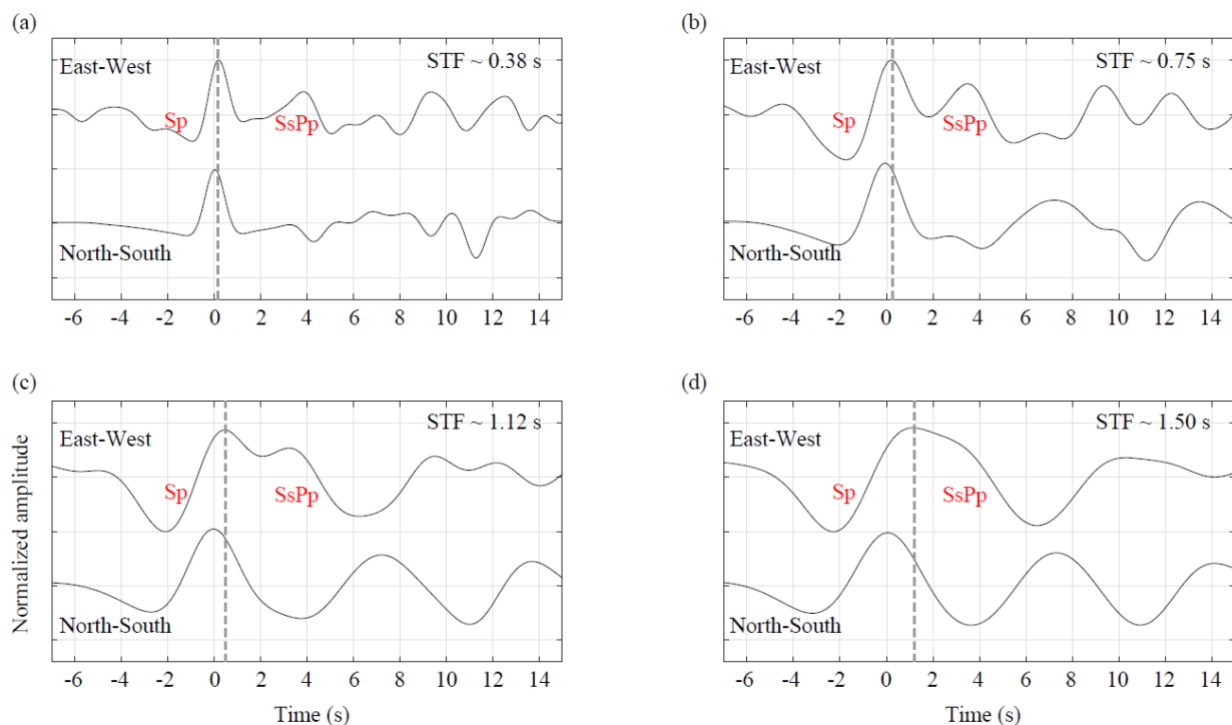 (a)
East-West
STF ~ 0.38 s
Sp
SsPp
North-South
-6 -4 -2 0 2 4 6 8 10 12 14
(b)
East-West
STF ~ 0.75 s
Sp
SsPp
North-South
-6 -4 -2 0 2 4 6 8 10 12 14
(c)
East-West
STF ~ 1.12 s
Sp
SsPp
North-South
Normalized amplitude
-6 -4 -2 0 2 4 6 8 10 12 14
Time (s)
(d)
East-West
STF ~ 1.50 s
Sp
SsPp
North-South
-6 -4 -2 0 2 4 6 8 10 12 14
Time (s)